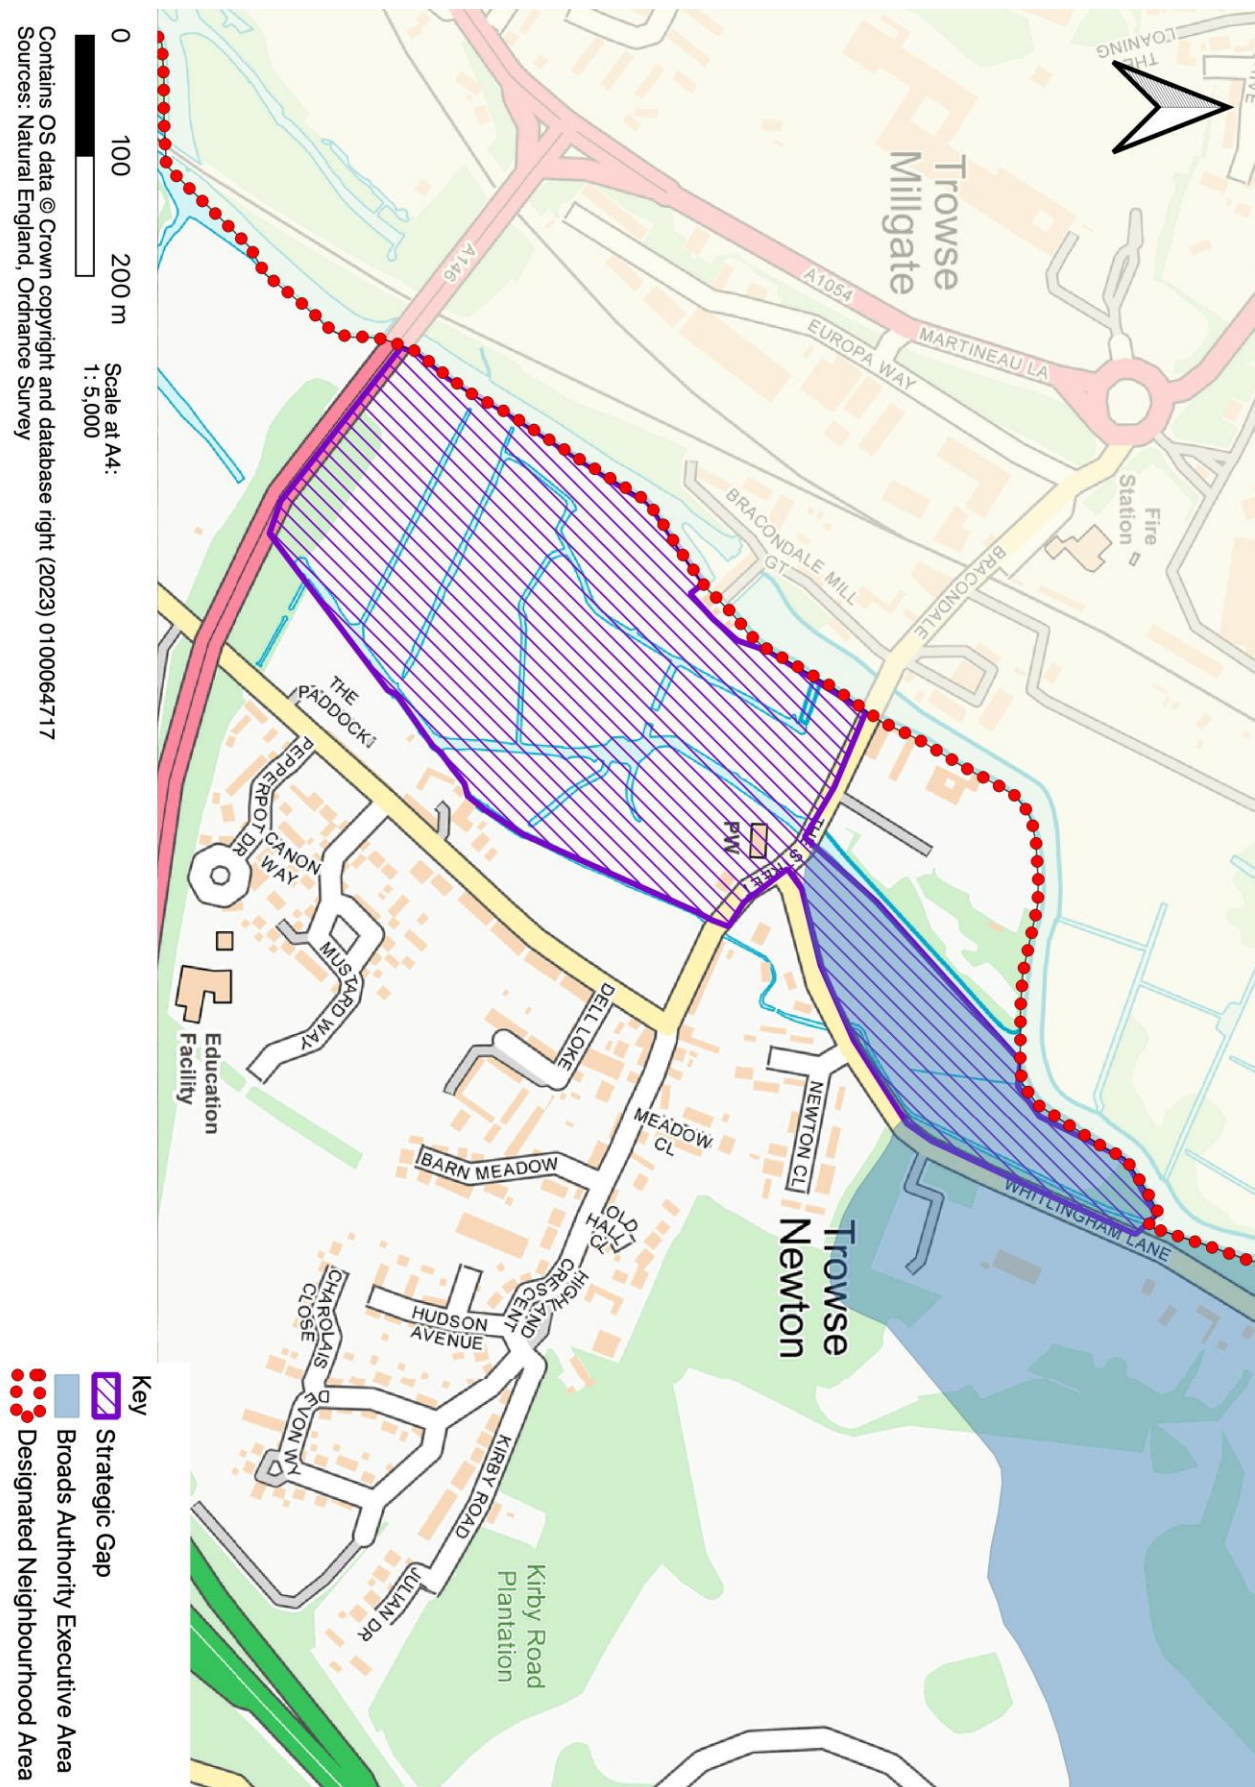 THE
LOANING
Trowse
Millgate
A146
A1054
MARTINEAU LA
EUROPA WAY
Fire
Station
BRACONDALE
BRACONDALE MILL
GT
THE STREET
PW
THE
PADDOCK
PEPPERPOT DR
CANON
WAY
MUSTARD WAY
Education
Facility
DELL LOKE
NEWTON CL
MEADOW
CL
BARN MEADOW
WHITLINGHAM LANE
Trowse
Newton
OLD
HALL
CL
HIGHLAND
CRESCENT
HUDSON
AVENUE
CHAROLAIS
CLOSE
DEVON WY
KIRBY ROAD
JULIAN DR
Kirby Road
Plantation
0 100 200 m
Scale at A4:
1: 5,000
Contains OS data © Crown copyright and database right (2023) 0100064717
Sources: Natural England, Ordnance Survey
Key
Strategic Gap
Broads Authority Executive Area
Designated Neighbourhood Area